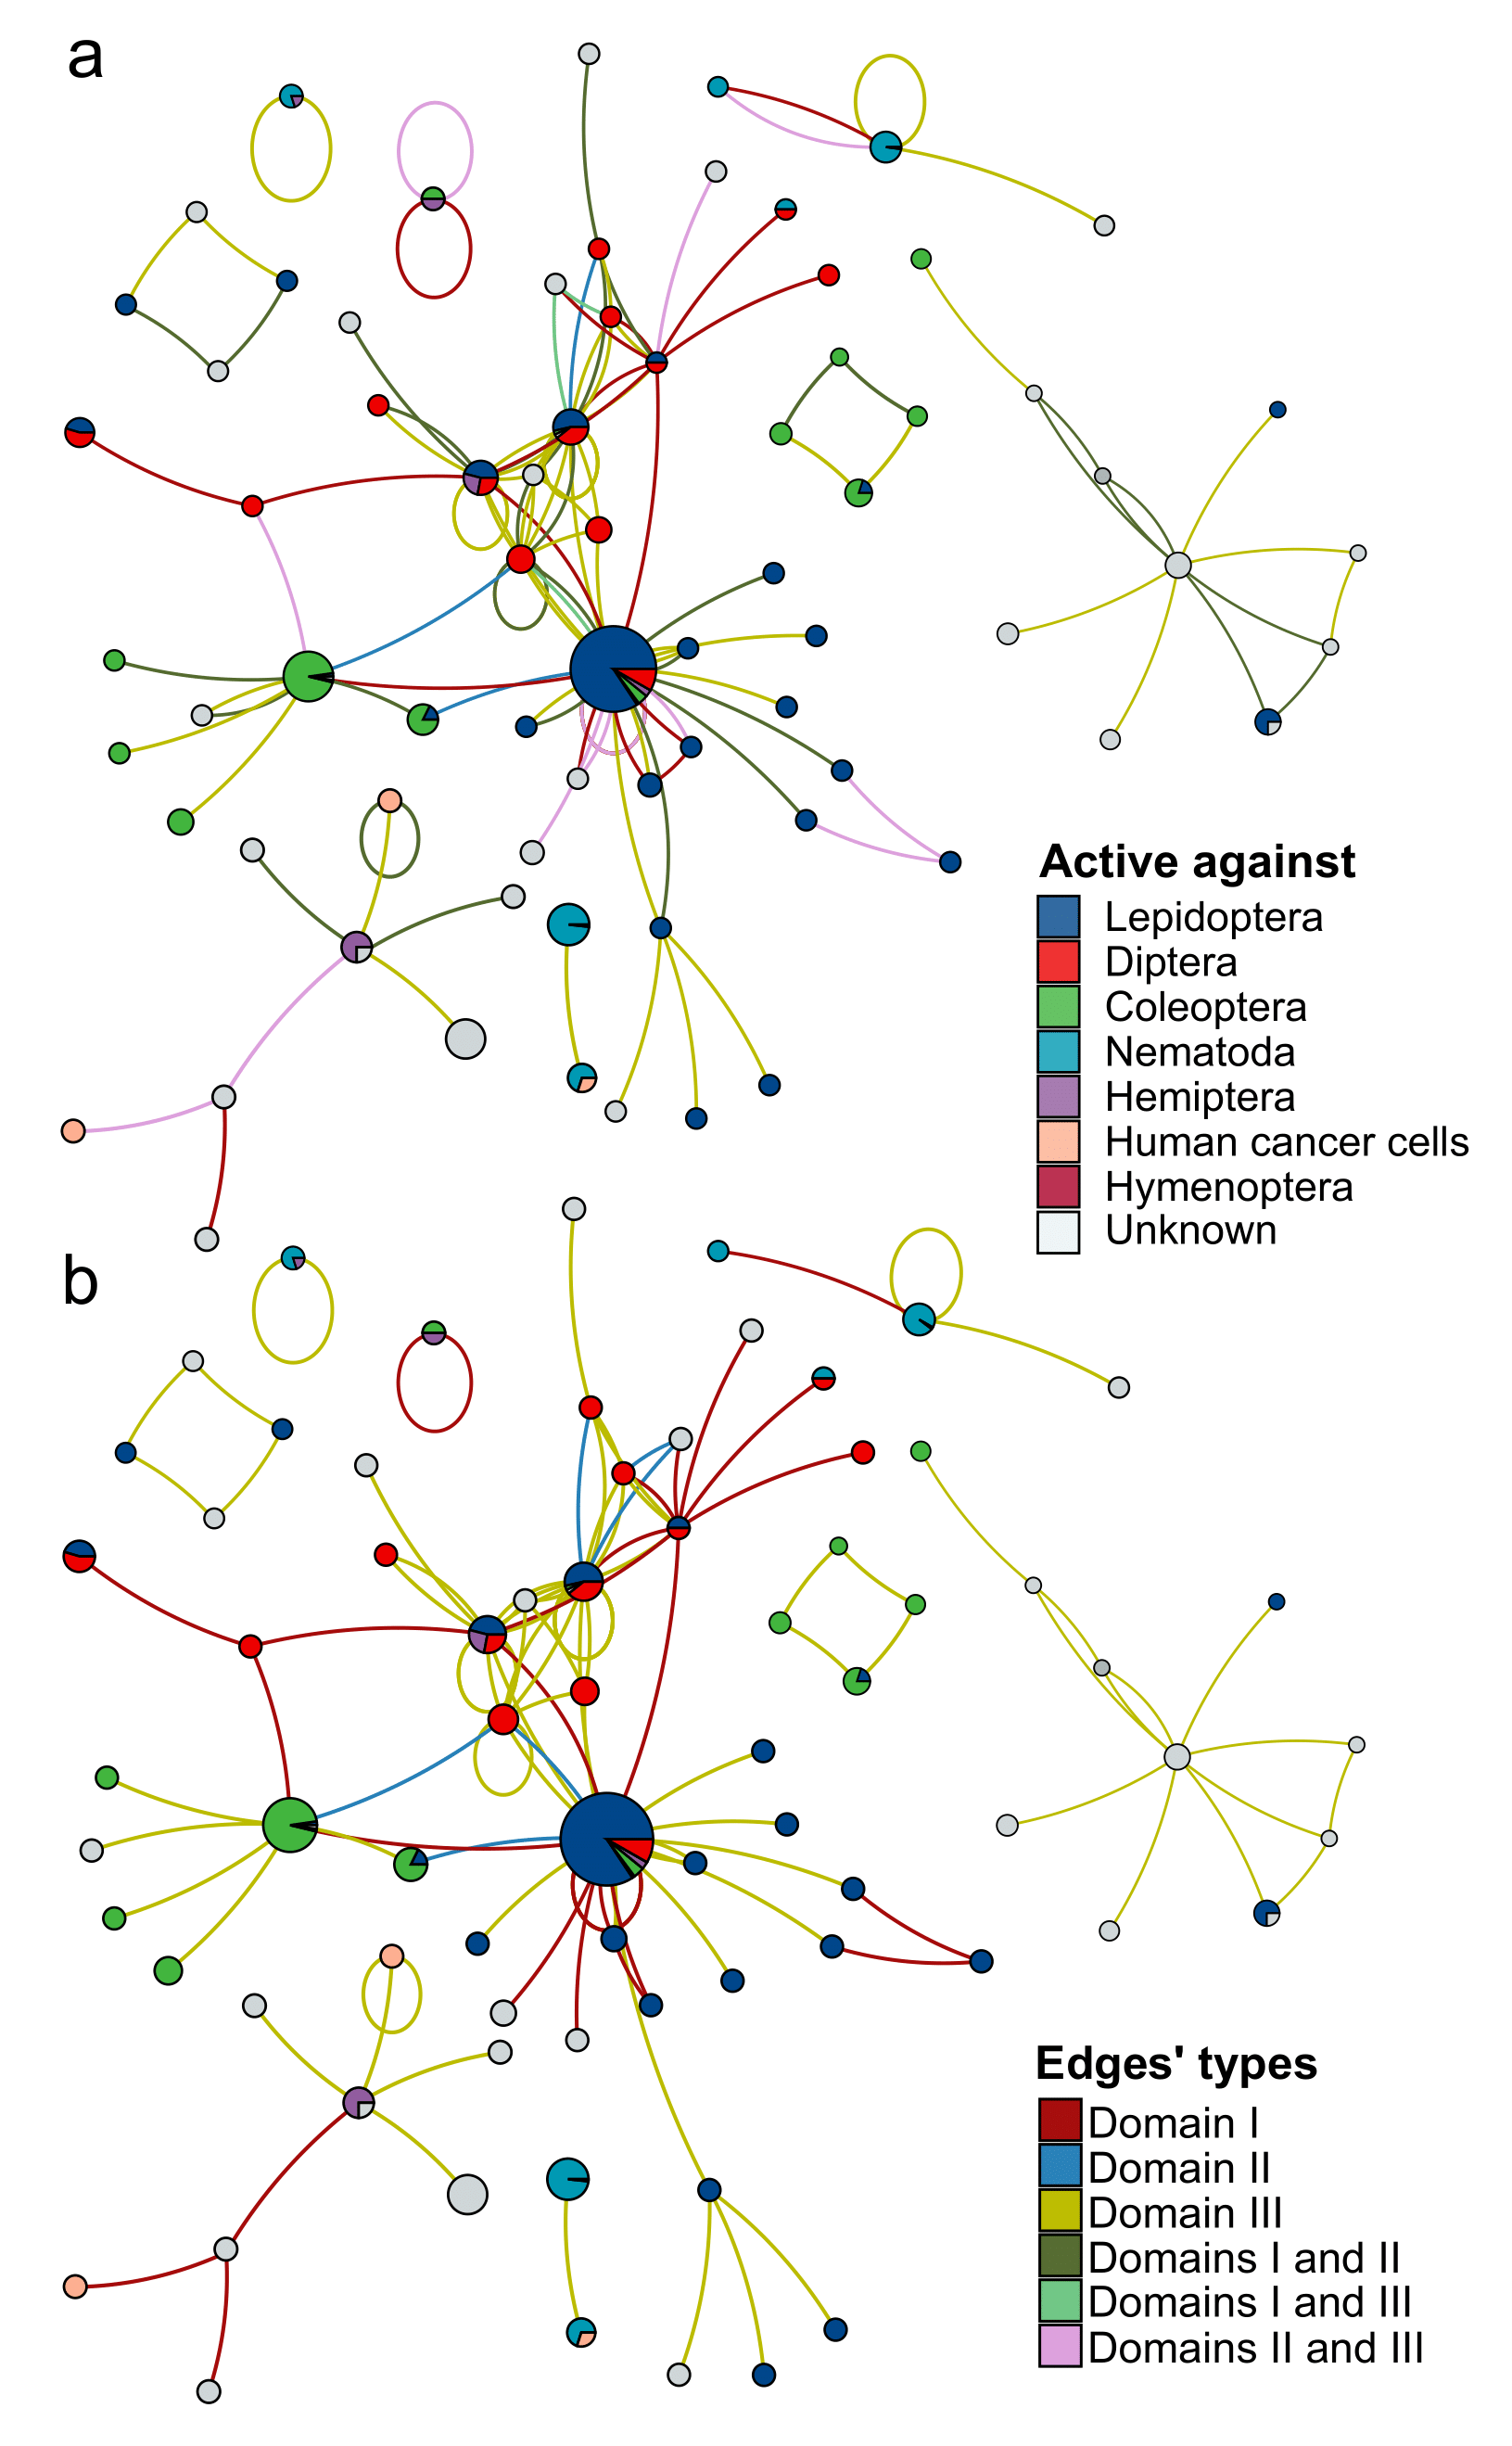 a
Active against
Lepidoptera
Diptera
Coleoptera
Nematoda
Hemiptera
Human cancer cells
Hymenoptera
Unknown
b
Edges' types
Domain I
Domain II
Domain III
Domains I and II
Domains I and III
Domains II and III